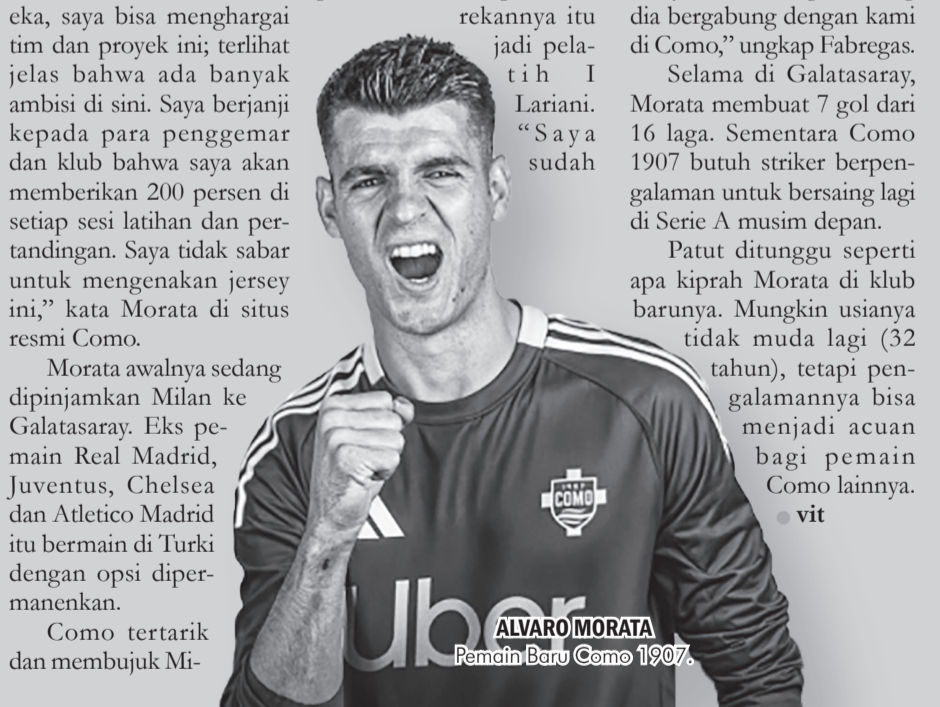 eka, saya bisa menghargai
tim dan proyek ini; terlihat
jelas bahwa ada banyak
ambisi di sini. Saya berjanji
kepada para penggemar
dan klub bahwa saya akan
memberikan 200 persen di
setiap sesi latihan dan per-
tandingan. Saya tidak sabar
untuk mengenakan jersey
ini,” kata Morata di situs
resmi Como.
Morata awalnya sedang
dipinjamkan Milan ke
Galatasaray. Eks pe-
main Real Madrid,
Juventus, Chelsea
dan Atletico Madrid
itu bermain di Turki
dengan opsi diper-
manenkan.
Como tertarik
dan membujuk Mi-
rekannya itu
jadi pela-
tih I
Lariani.
“Saya
sudah
dia bergabung dengan kami
di Como,” ungkap Fabregas.
Selama di Galatasaray,
Morata membuat 7 gol dari
16 laga. Sementara Como
1907 butuh striker berpen-
galaman untuk bersaing lagi
di Serie A musim depan.
Patut ditunggu seperti
apa kiprah Morata di klub
barunya. Mungkin usianya
tidak muda lagi (32
tahun), tetapi pen-
galamannya bisa
menjadi acuan
bagi pemain
Como lainnya.
● vit
1907
COMO
Uber
ALVARO MORATA
Pemain Baru Como 1907.